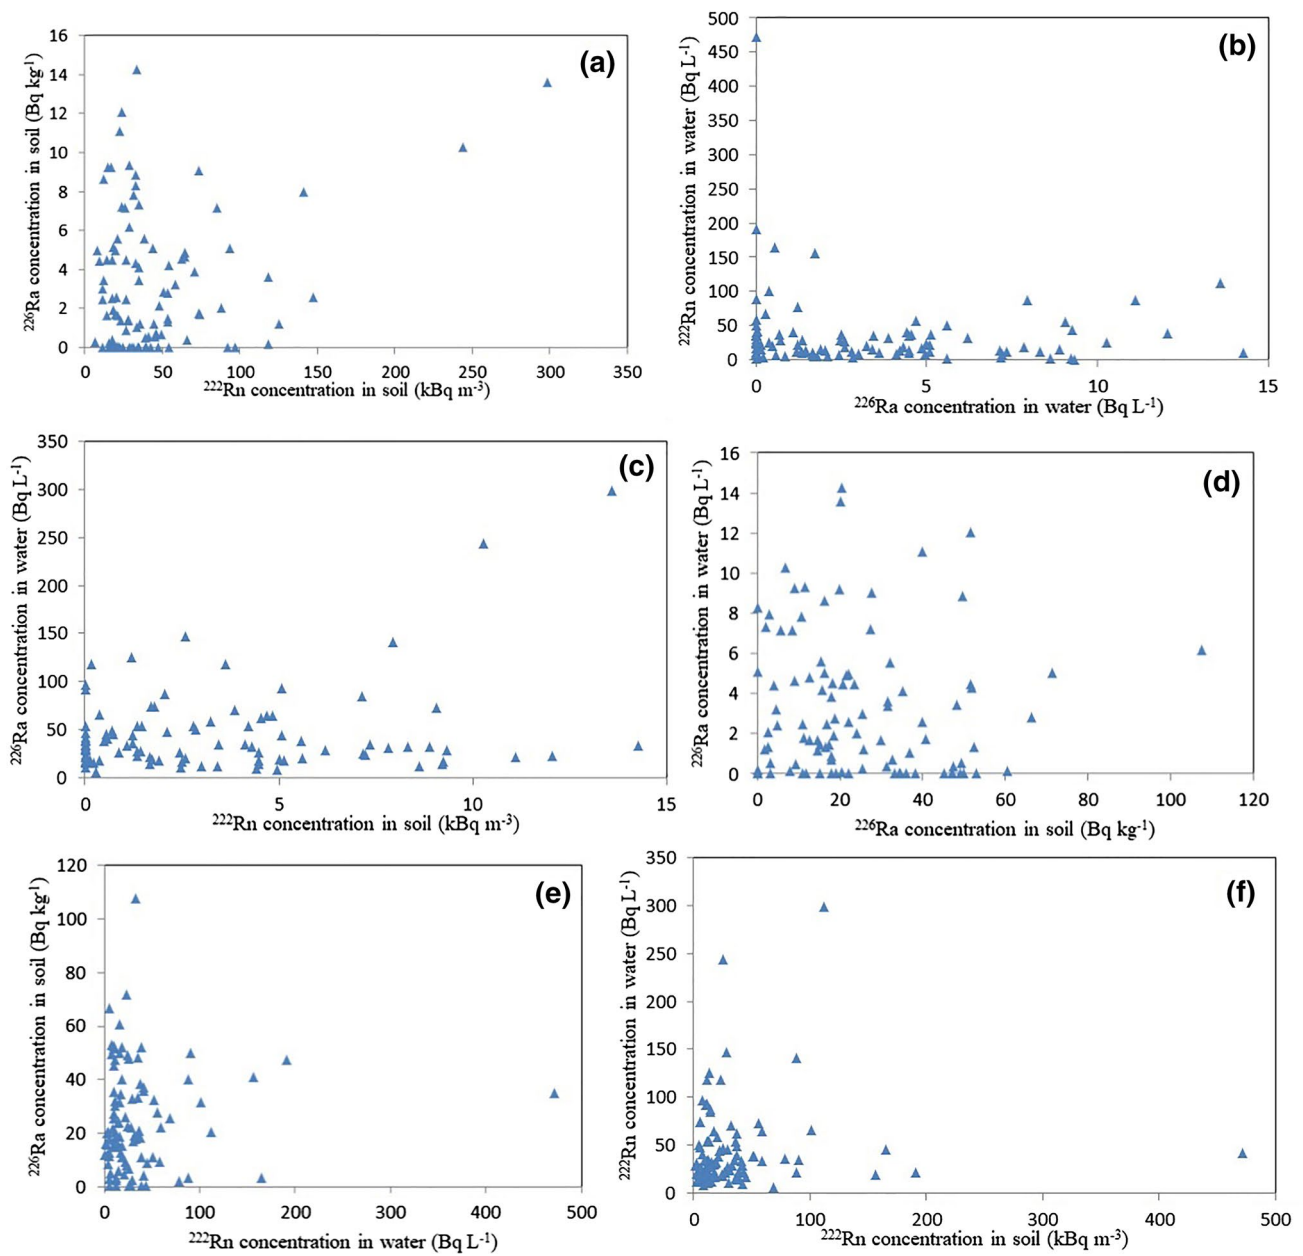 (a)
²²⁶Ra concentration in soil (Bq kg⁻¹)
16
14
12
10
8
6
4
2
0
0 50 100 150 200 250 300 350
²²²Rn concentration in soil (kBq m⁻³)
(b)
²²²Rn concentration in water (Bq L⁻¹)
500
450
400
350
300
250
200
150
100
50
0
0 5 10 15
²²⁶Ra concentration in water (Bq L⁻¹)
(c)
²²⁶Ra concentration in water (Bq L⁻¹)
350
300
250
200
150
100
50
0
0 5 10 15
²²²Rn concentration in soil (kBq m⁻³)
(d)
²²⁶Ra concentration in water (Bq L⁻¹)
16
14
12
10
8
6
4
2
0
0 20 40 60 80 100 120
²²⁶Ra concentration in soil (Bq kg⁻¹)
(e)
²²⁶Ra concentration in soil (Bq kg⁻¹)
120
100
80
60
40
20
0
0 100 200 300 400 500
²²²Rn concentration in water (Bq L⁻¹)
(f)
²²²Rn concentration in water (Bq L⁻¹)
350
300
250
200
150
100
50
0
0 100 200 300 400 500
²²²Rn concentration in soil (kBq m⁻³)